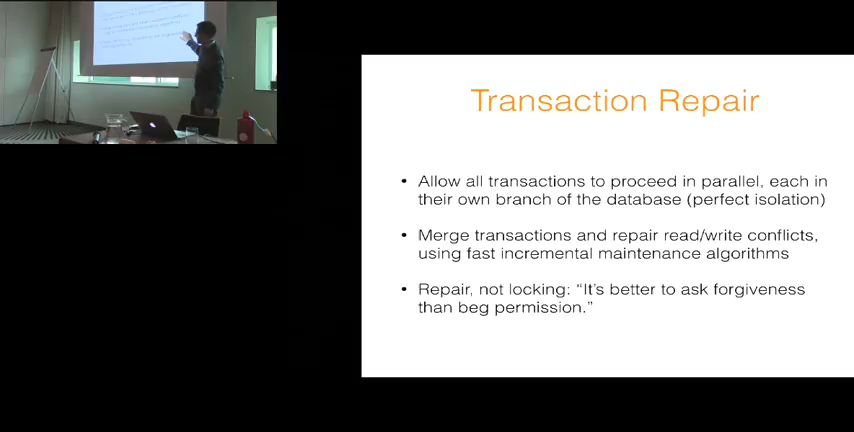 Transaction Repair
• Allow all transactions to proceed in parallel, each in
their own branch of the database (perfect isolation)
• Merge transactions and repair read/write conflicts,
using fast incremental maintenance algorithms
• Repair, not locking: “It’s better to ask forgiveness
than beg permission.”